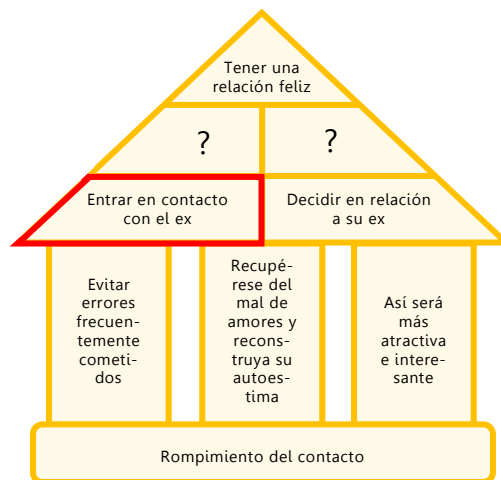 Tener una
relación feliz
?
?
Entrar en contacto
con el ex
Decidir en relación
a su ex
Evitar
errores
frecuen-
temente
cometi-
dos
Recupé-
rese del
mal de
amores y
recons-
truya su
autoes-
tima
Así será
más
atractiva
e intere-
sante
Rompimiento del contacto